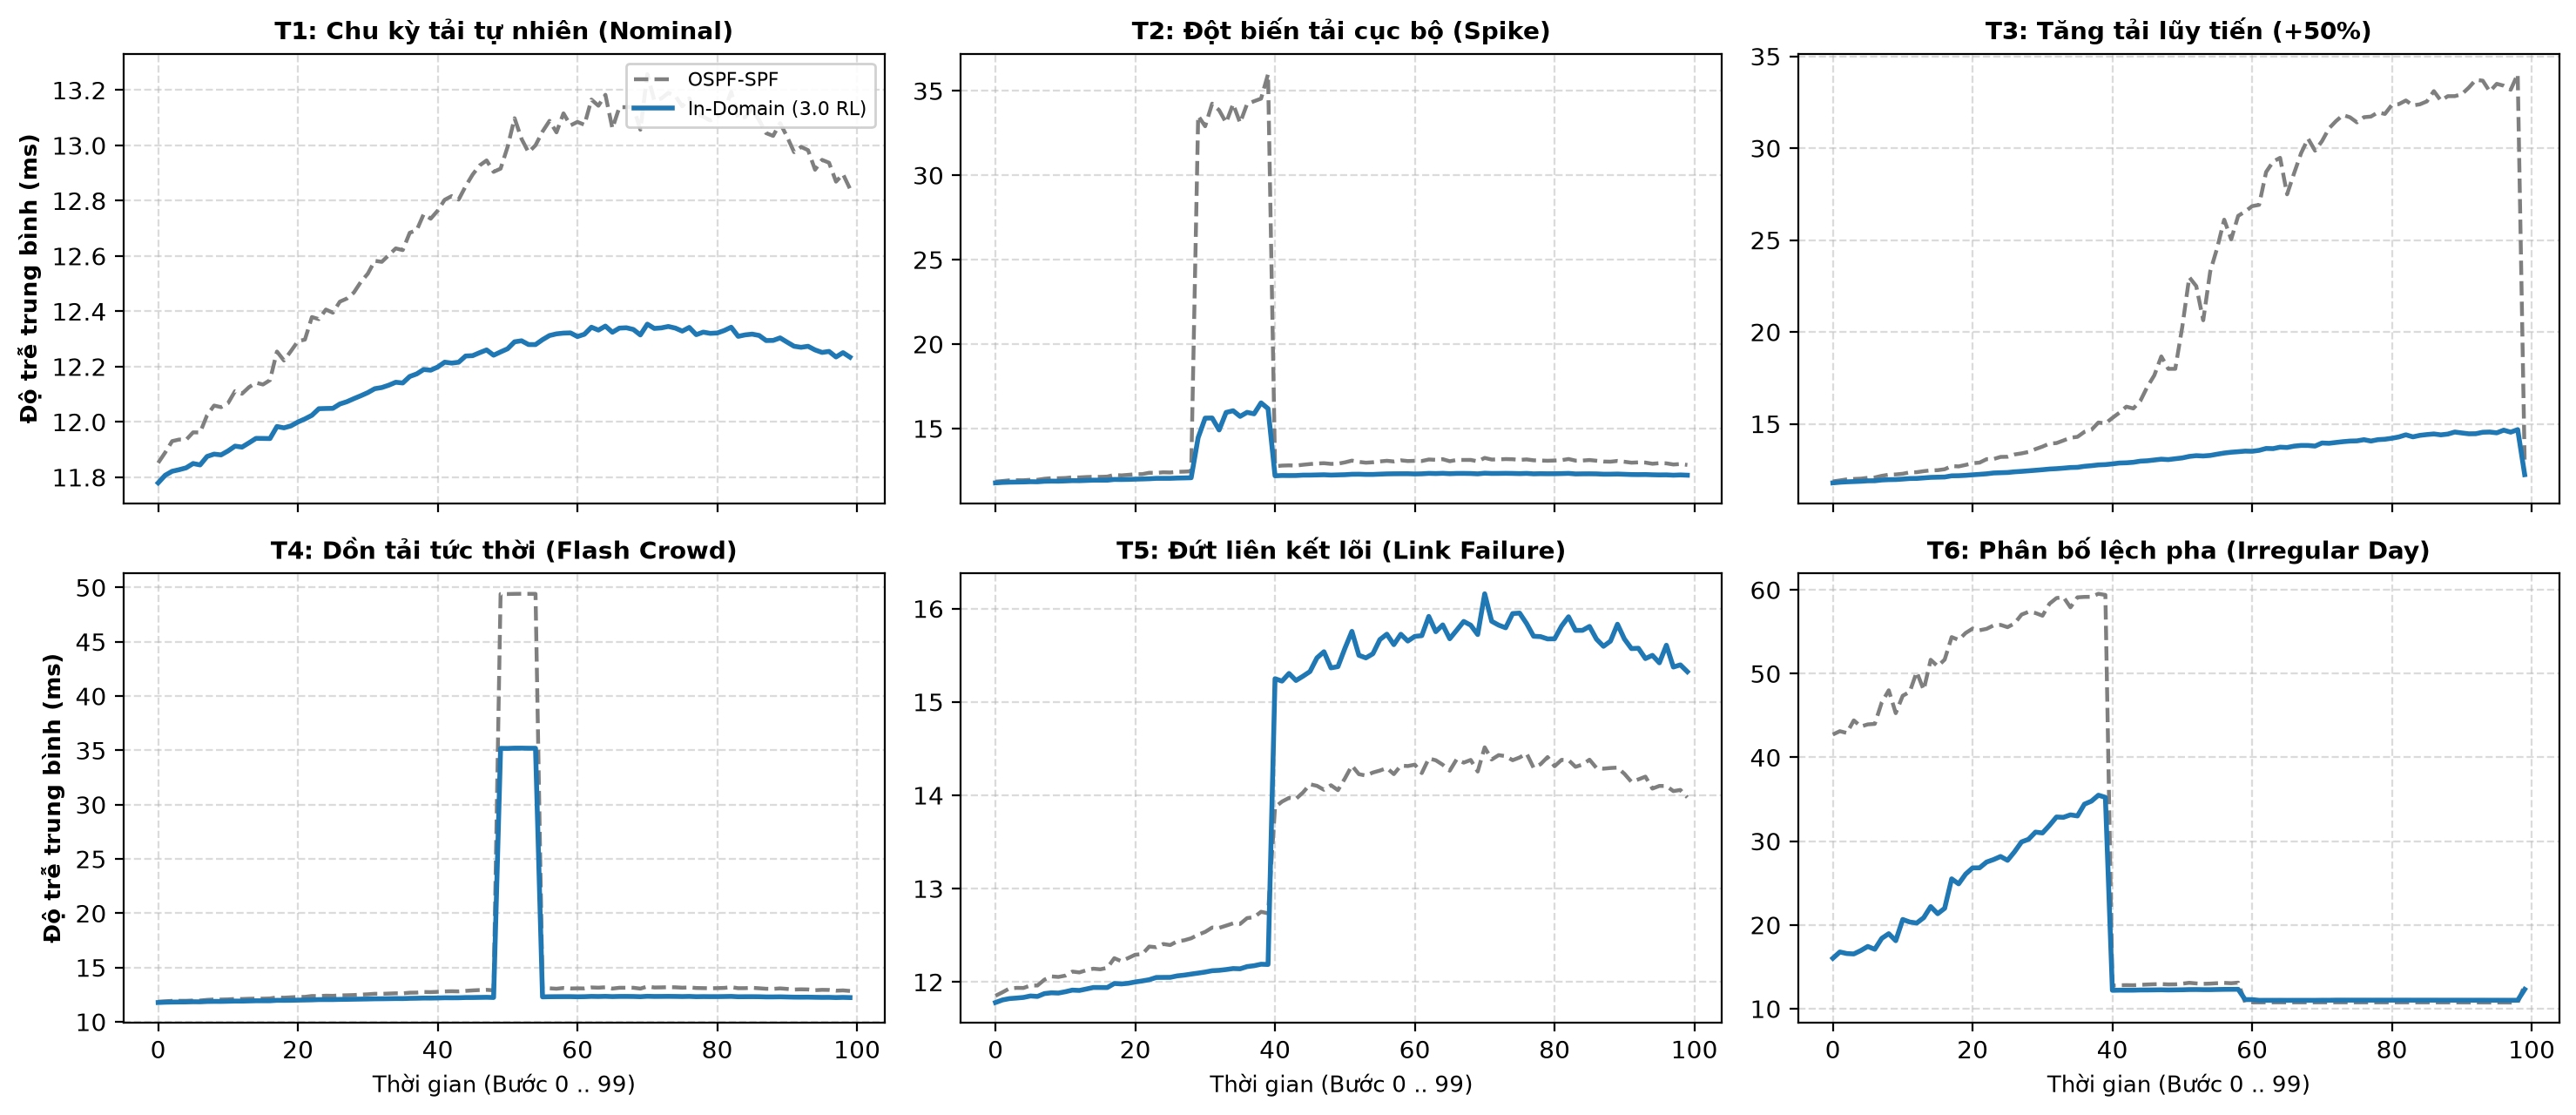 T1: Chu kỳ tải tự nhiên (Nominal)
T2: Đột biến tải cục bộ (Spike)
T3: Tăng tải lũy tiến (+50%)
Độ trễ trung bình (ms)
13.2
13.0
12.8
12.6
12.4
12.2
12.0
11.8
OSPF-SPF
In-Domain (3.0 RL)
35
30
25
20
15
35
30
25
20
15
T4: Dồn tải tức thời (Flash Crowd)
T5: Đứt liên kết lõi (Link Failure)
T6: Phân bố lệch pha (Irregular Day)
Độ trễ trung bình (ms)
50
45
40
35
30
25
20
15
10
0 20 40 60 80 100
Thời gian (Bước 0 .. 99)
16
15
14
13
12
0 20 40 60 80 100
Thời gian (Bước 0 .. 99)
60
50
40
30
20
10
0 20 40 60 80 100
Thời gian (Bước 0 .. 99)